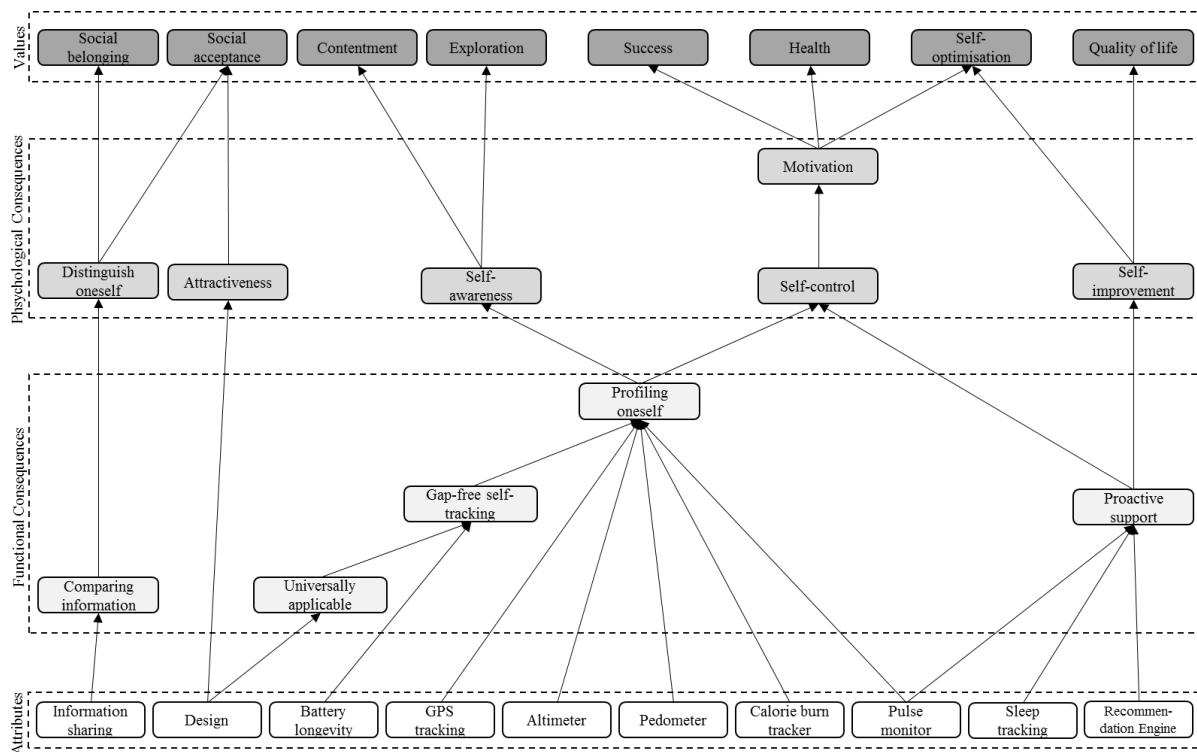 Values
Social
belonging
Social
acceptance
Contentment
Exploration
Success
Health
Self-
optimisation
Quality of life
Phsychological Consequences
Motivation
Distinguish
oneself
Attractiveness
Self-
awareness
Self-control
Self-
improvement
Functional Consequences
Profiling
oneself
Gap-free self-
tracking
Proactive
support
Comparing
information
Universally
applicable
Attributes
Information
sharing
Design
Battery
longevity
GPS
tracking
Altimeter
Pedometer
Calorie burn
tracker
Pulse
monitor
Sleep
tracking
Recommen-
dation Engine